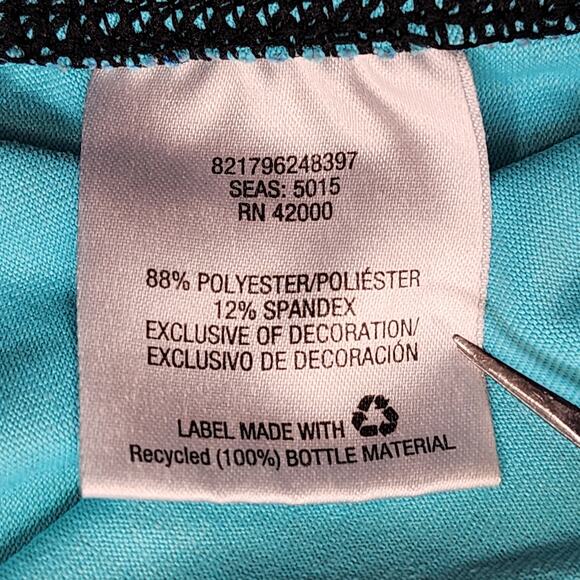 821796248397
SEAS: 5015
RN 42000
88% POLYESTER/POLIÉSTER
12% SPANDEX
EXCLUSIVE OF DECORATION/
EXCLUSIVO DE DECORACIÓN
LABEL MADE WITH
Recycled (100%) BOTTLE MATERIAL